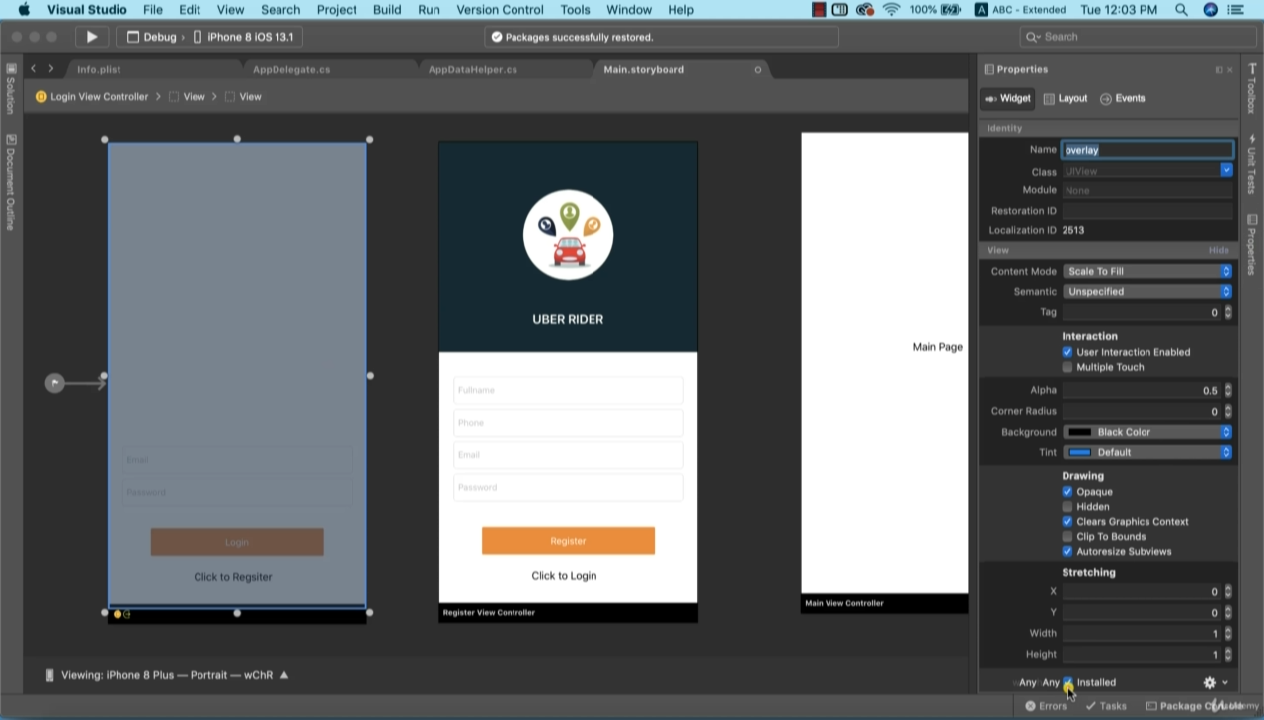 Visual Studio File Edit View Search Project Build Run Version Control Tools Window Help 100% A ABC - Extended Tue 12:03 PM
Debug › iPhone 8 iOS 13.1 Packages successfully restored. Search
Info.plist AppDelegate.cs AppDataHelper.cs Main.storyboard
Login View Controller > View > View
Solution
Document Outline
Email
Password
Login
Click to Regsiter
UBER RIDER
Fullname
Phone
Email
Password
Register
Click to Login
Register View Controller
Main Page
Main View Controller
Viewing: iPhone 8 Plus — Portrait — wChR
Properties
Widget Layout Events
Identity
Name overlay
Class UIView
Module None
Restoration ID
Localization ID 2513
View Hide
Content Mode Scale To Fill
Semantic Unspecified
Tag 0
Interaction
User Interaction Enabled
Multiple Touch
Alpha 0.5
Corner Radius 0
Background Black Color
Tint Default
Drawing
Opaque
Hidden
Clears Graphics Context
Clip To Bounds
Autoresize Subviews
Stretching
X 0
Y 0
Width 1
Height 1
Any Any Installed
Toolbox
Unit Tests
Properties
Errors Tasks Package